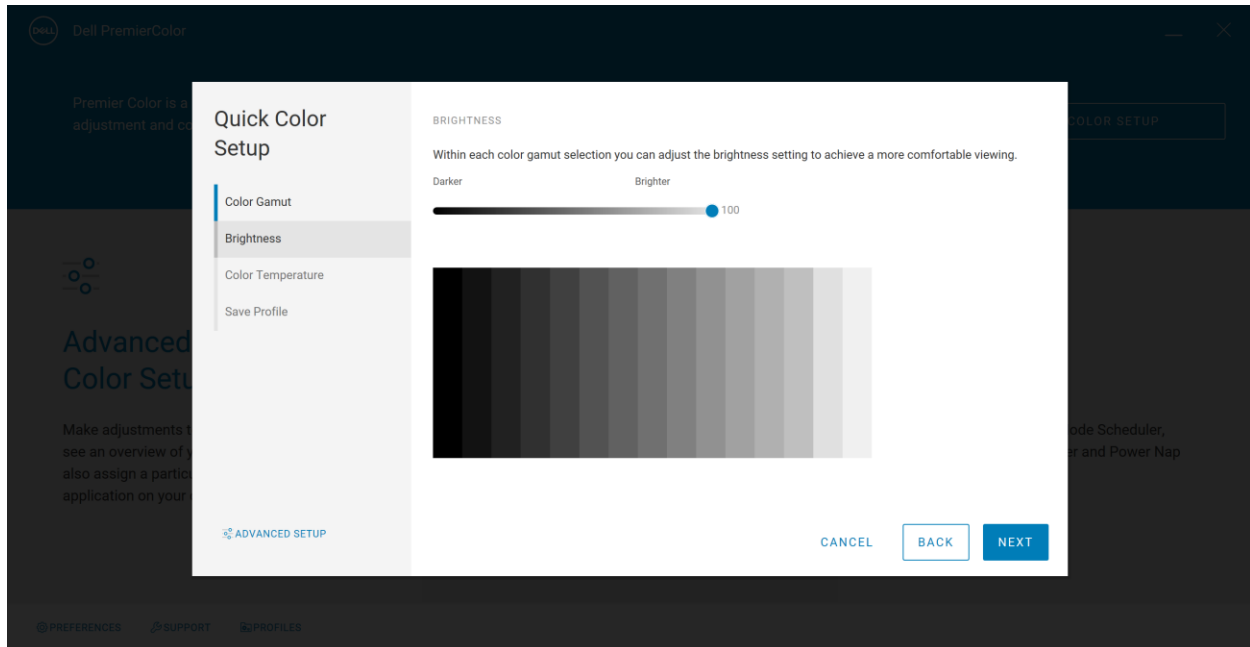 DELL
Dell PremierColor
Premier Color is a
adjustment and co
COLOR SETUP
Quick Color
Setup
Color Gamut
Brightness
Color Temperature
Save Profile
ADVANCED SETUP
BRIGHTNESS
Within each color gamut selection you can adjust the brightness setting to achieve a more comfortable viewing.
Darker Brighter
100
CANCEL BACK NEXT
Advanced
Color Setu
Make adjustments t
see an overview of y
also assign a particu
application on your
ode Scheduler,
er and Power Nap
PREFERENCES SUPPORT PROFILES